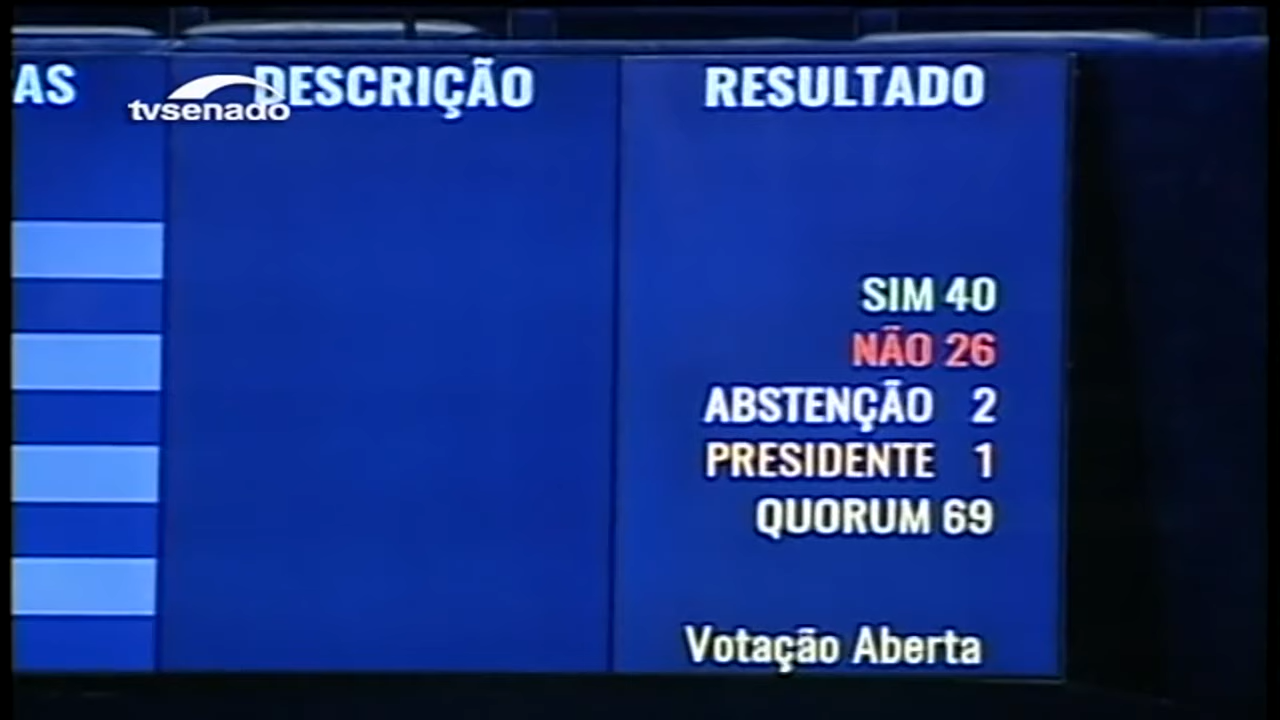 AS DESCRIÇÃO RESULTADO
tvsenado
SIM 40
NÃO 26
ABSTENÇÃO 2
PRESIDENTE 1
QUORUM 69
Votação Aberta